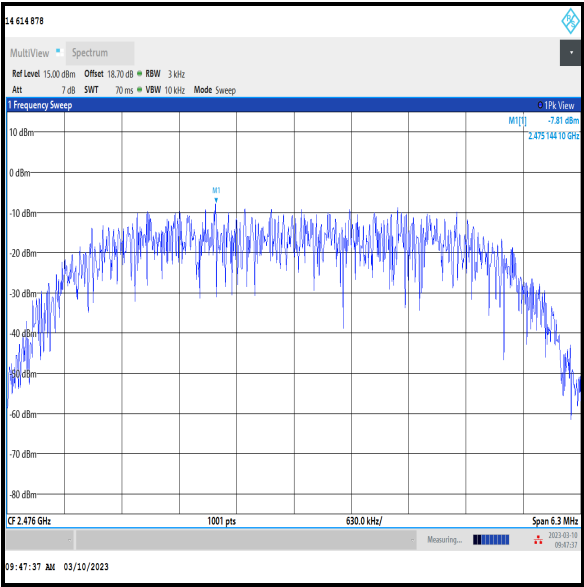 14 614 878
MultiView Spectrum
Ref Level 15.00 dBm Offset 18.70 dB RBW 3 kHz
Att 7 dB SWT 70 ms VBW 10 kHz Mode Sweep
1 Frequency Sweep 1Pk View
M1[1] -7.81 dBm
2.475 144 10 GHz
10 dBm
0 dBm
M1
-10 dBm
-20 dBm
-30 dBm
-40 dBm
-50 dBm
-60 dBm
-70 dBm
-80 dBm
CF 2.476 GHz 1001 pts 630.0 kHz/ Span 6.3 MHz
Measuring... 2023-03-10
09:47:37
09:47:37 AM 03/10/2023